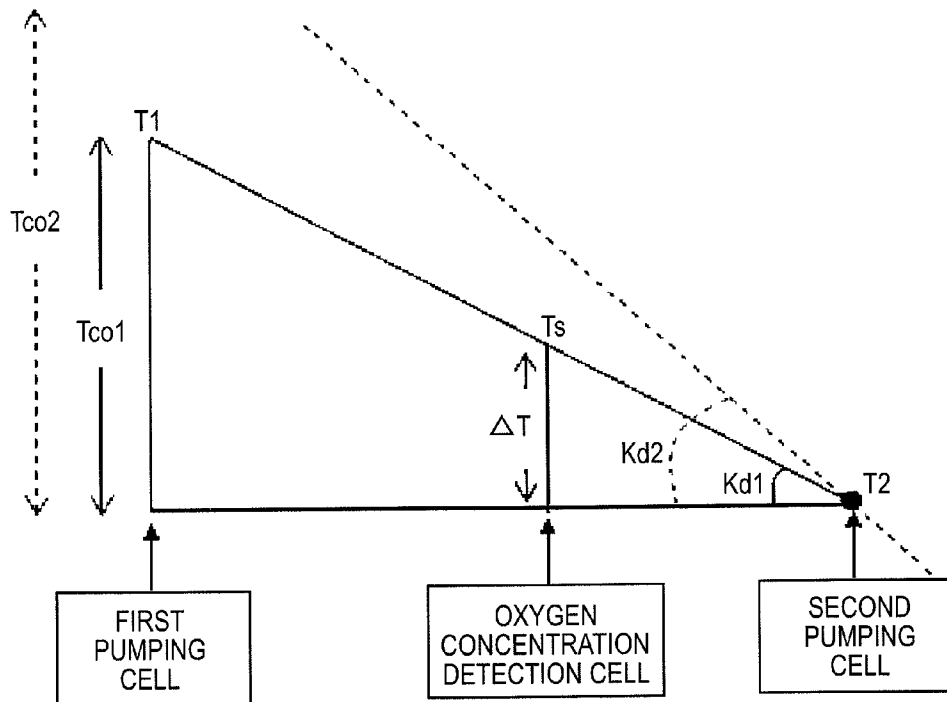 T1
Tco2
Tco1
Ts
△T
Kd2
Kd1
T2
FIRST
PUMPING
CELL
OXYGEN
CONCENTRATION
DETECTION CELL
SECOND
PUMPING
CELL